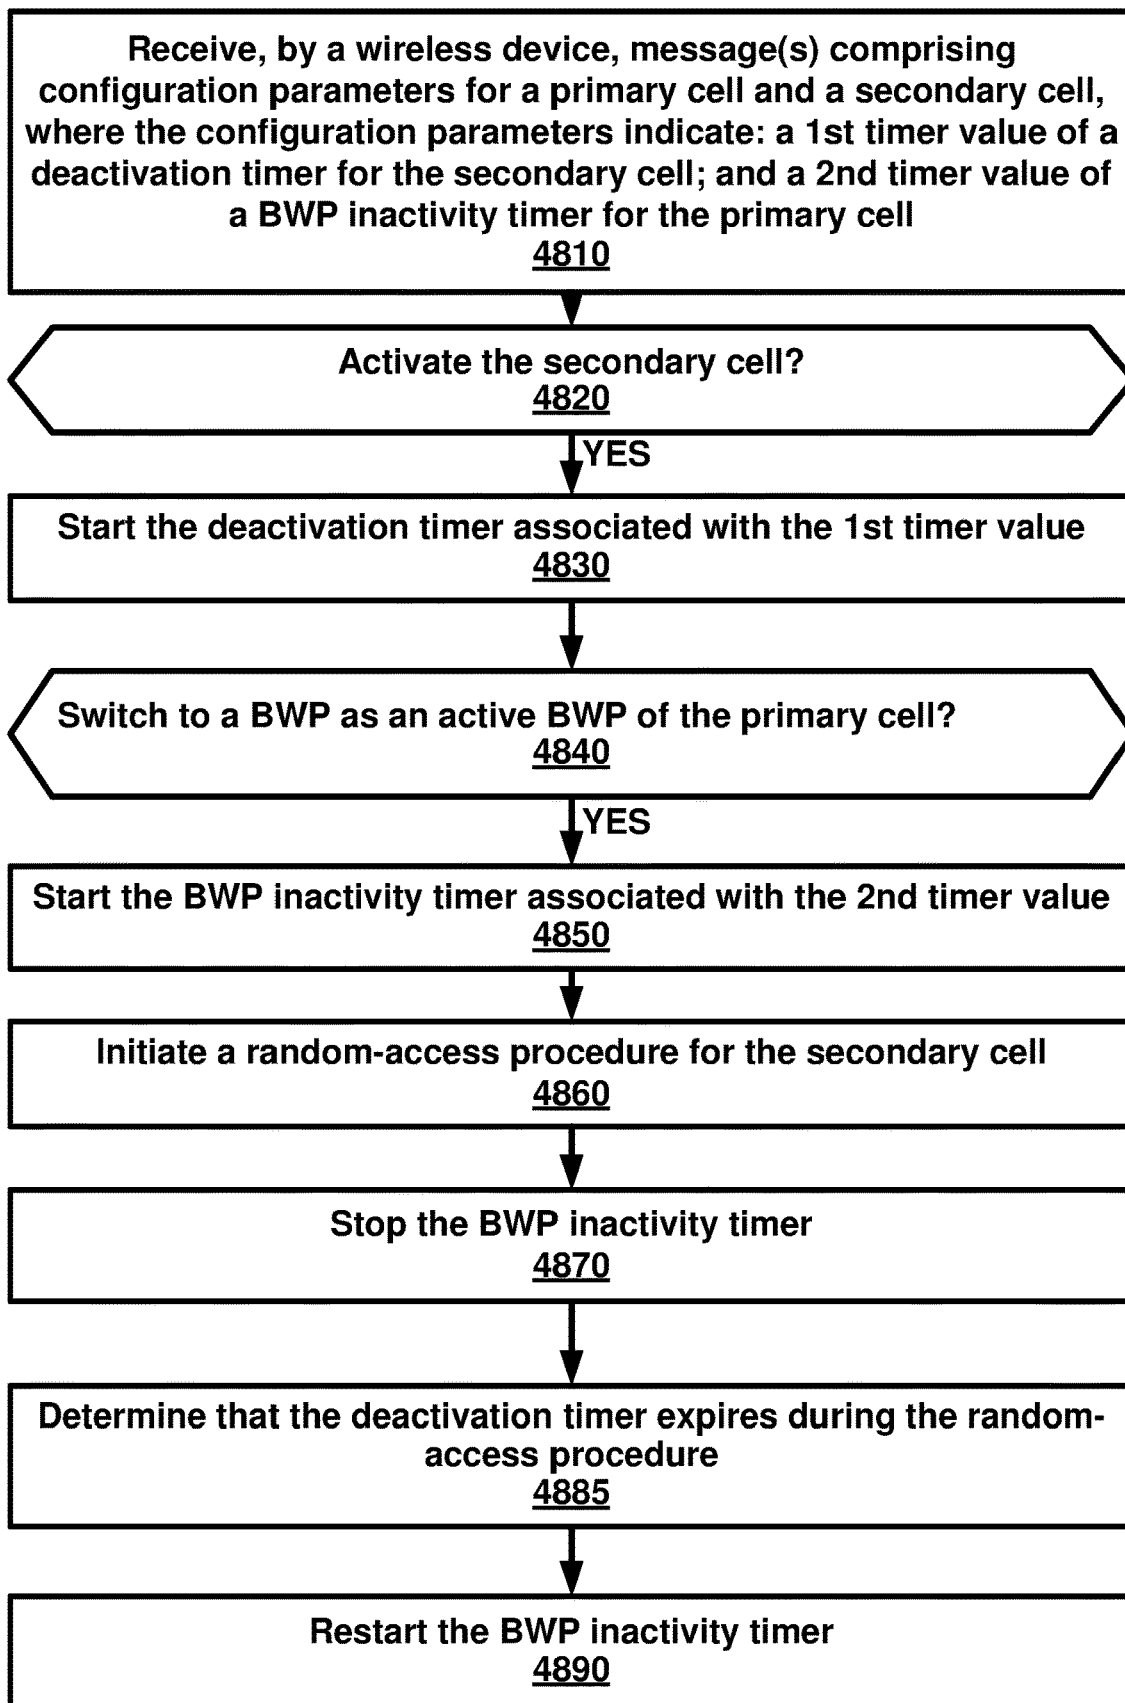 Receive, by a wireless device, message(s) comprising
configuration parameters for a primary cell and a secondary cell,
where the configuration parameters indicate: a 1st timer value of a
deactivation timer for the secondary cell; and a 2nd timer value of
a BWP inactivity timer for the primary cell
4810
Activate the secondary cell?
4820
YES
Start the deactivation timer associated with the 1st timer value
4830
Switch to a BWP as an active BWP of the primary cell?
4840
YES
Start the BWP inactivity timer associated with the 2nd timer value
4850
Initiate a random-access procedure for the secondary cell
4860
Stop the BWP inactivity timer
4870
Determine that the deactivation timer expires during the random-
access procedure
4885
Restart the BWP inactivity timer
4890